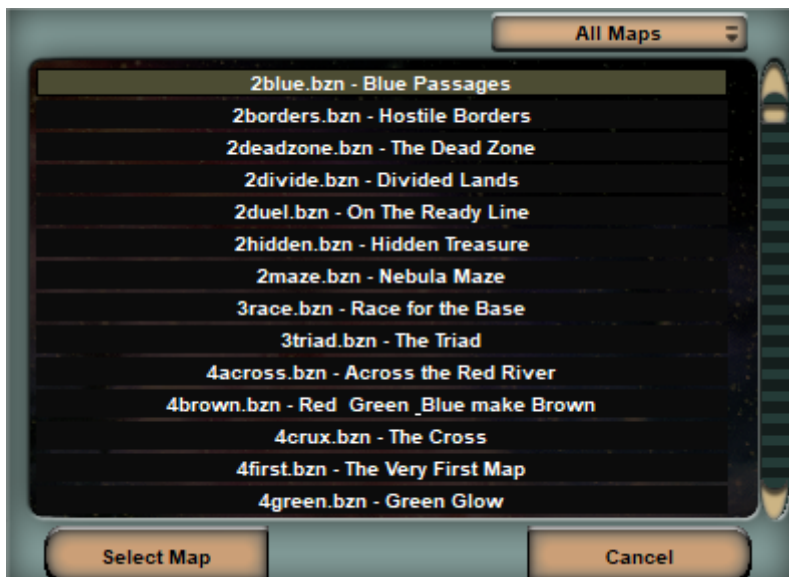 All Maps
2blue.bzn - Blue Passages
2borders.bzn - Hostile Borders
2deadzone.bzn - The Dead Zone
2divide.bzn - Divided Lands
2duel.bzn - On The Ready Line
2hidden.bzn - Hidden Treasure
2maze.bzn - Nebula Maze
3race.bzn - Race for the Base
3triad.bzn - The Triad
4across.bzn - Across the Red River
4brown.bzn - Red  Green _Blue make Brown
4crux.bzn - The Cross
4first.bzn - The Very First Map
4green.bzn - Green Glow
Select Map
Cancel